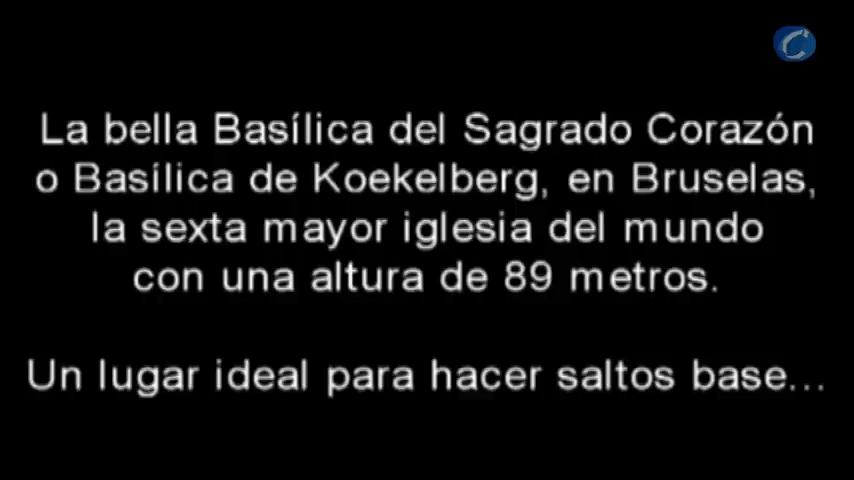 La bella Basílica del Sagrado Corazón
o Basílica de Koekelberg, en Bruselas,
la sexta mayor iglesia del mundo
con una altura de 89 metros.
Un lugar ideal para hacer saltos base...